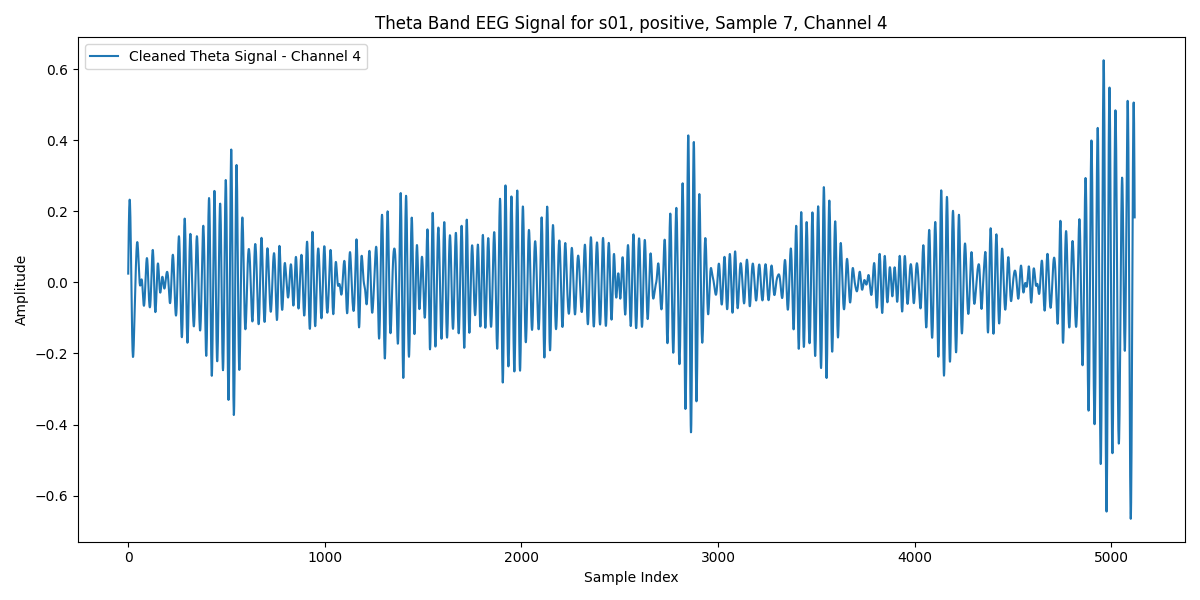 Theta Band EEG Signal for s01, positive, Sample 7, Channel 4
Cleaned Theta Signal - Channel 4
Amplitude
0.6
0.4
0.2
0.0
−0.2
−0.4
−0.6
0 1000 2000 3000 4000 5000
Sample Index